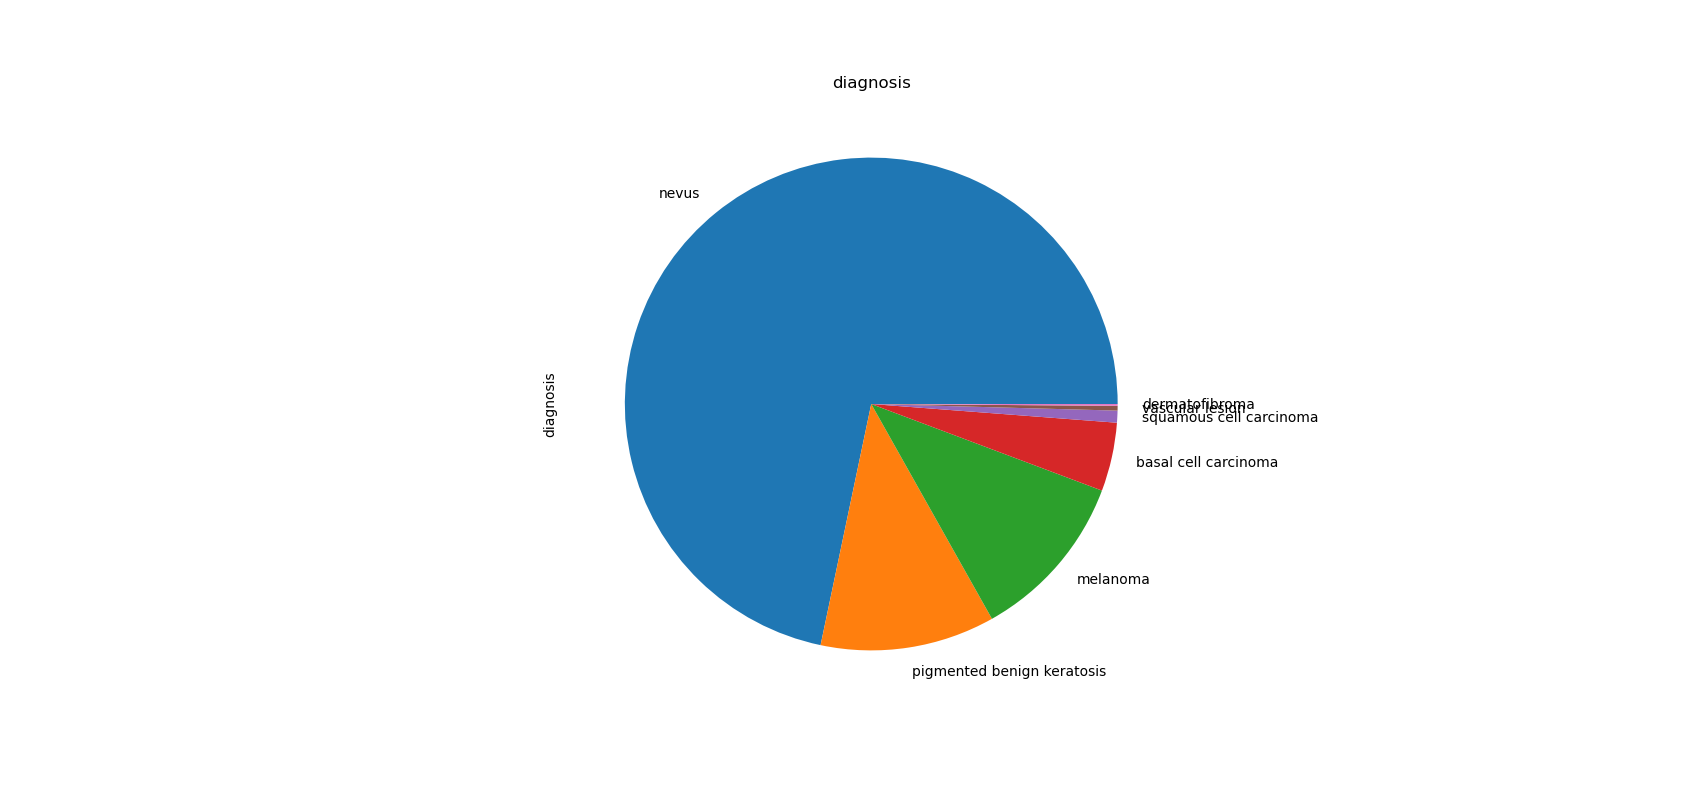 diagnosis
nevus
dermatofibroma
vascular lesion
squamous cell carcinoma
diagnosis
basal cell carcinoma
melanoma
pigmented benign keratosis